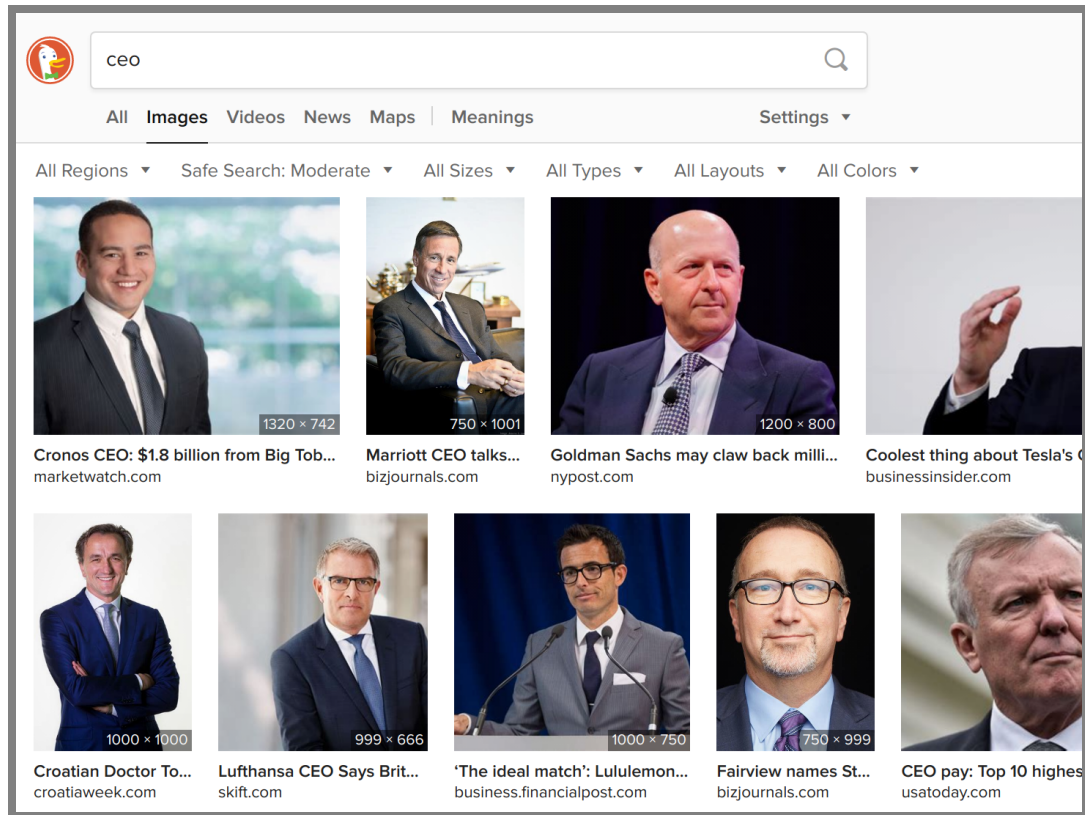 ceo
All Images Videos News Maps Meanings Settings
All Regions Safe Search: Moderate All Sizes All Types All Layouts All Colors
1320 × 742 750 × 1001 1200 × 800
Cronos CEO: $1.8 billion from Big Tob... Marriott CEO talks... Goldman Sachs may claw back milli... Coolest thing about Tesla's
marketwatch.com bizjournals.com nypost.com businessinsider.com
1000 × 1000 999 × 666 1000 × 750 750 × 999
Croatian Doctor To... Lufthansa CEO Says Brit... ‘The ideal match’: Lululemon... Fairview names St... CEO pay: Top 10 highes
croatiaweek.com skift.com business.financialpost.com bizjournals.com usatoday.com